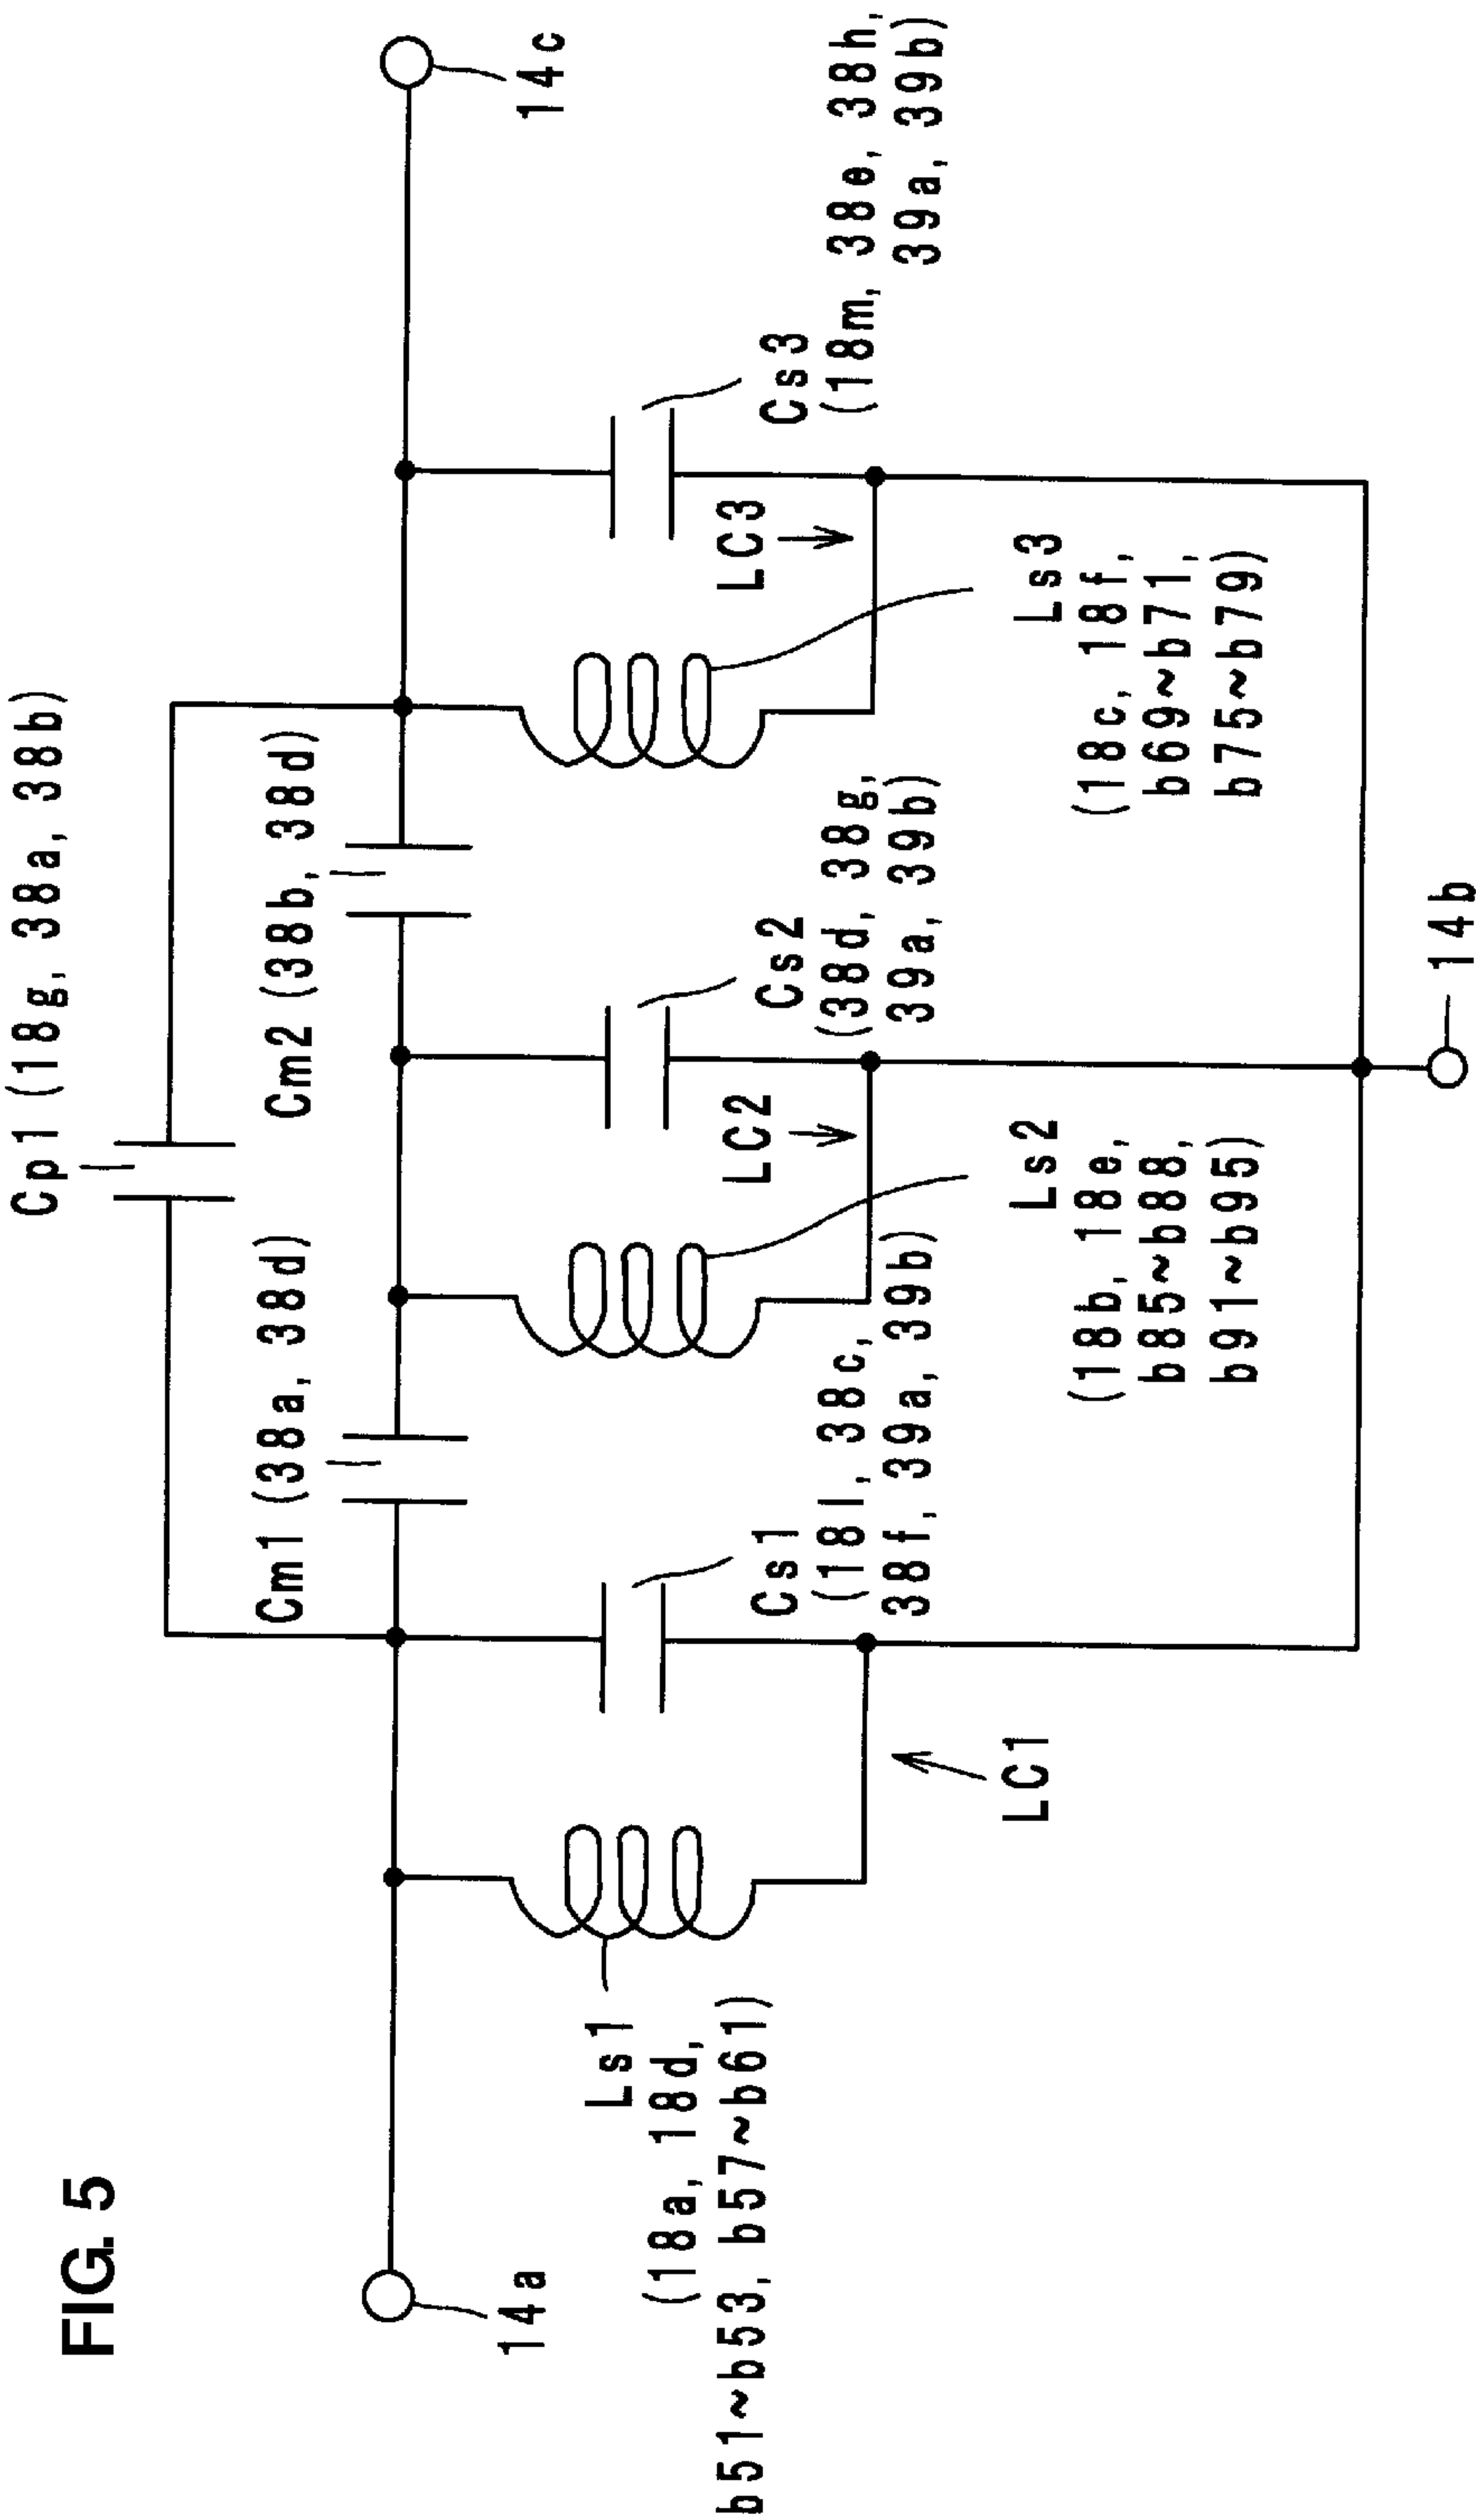 FIG. 5
Cp1 (18g, 38a, 38b)
Cm1 (38a, 38d)
Cm2 (38b, 38d)
14a
14c
Ls1
(18a, 18d,
b51~b53, b57~b61)
LC1
Cs1
(18l, 38c,
38f, 39a, 39b)
LC2
Cs2
(38d, 38g,
39a, 39b)
Ls2
(18b, 18e,
b85~b88,
b91~b95)
LC3
Cs3
(18m, 38e, 38h,
39a, 39b)
Ls3
(18c, 18f,
b69~b71,
b75~b79)
14b